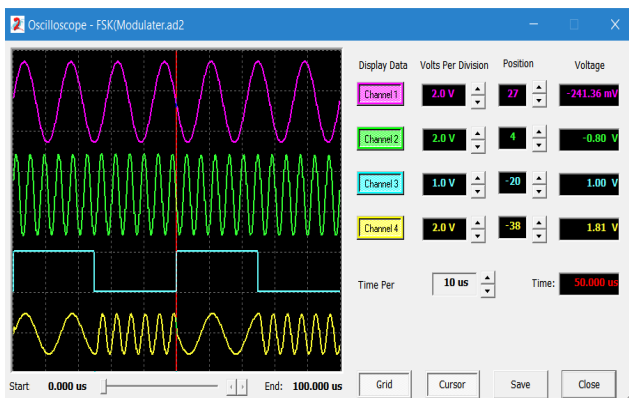 Oscilloscope - FSK(Modulater.ad2
Display Data Volts Per Division Position Voltage
Channel 1 2.0 V 27 -241.36 mV
Channel 2 2.0 V 4 -0.80 V
Channel 3 1.0 V -20 1.00 V
Channel 4 2.0 V -38 1.81 V
Time Per 10 us Time: 50.000 us
Start 0.000 us End: 100.000 us Grid Cursor Save Close